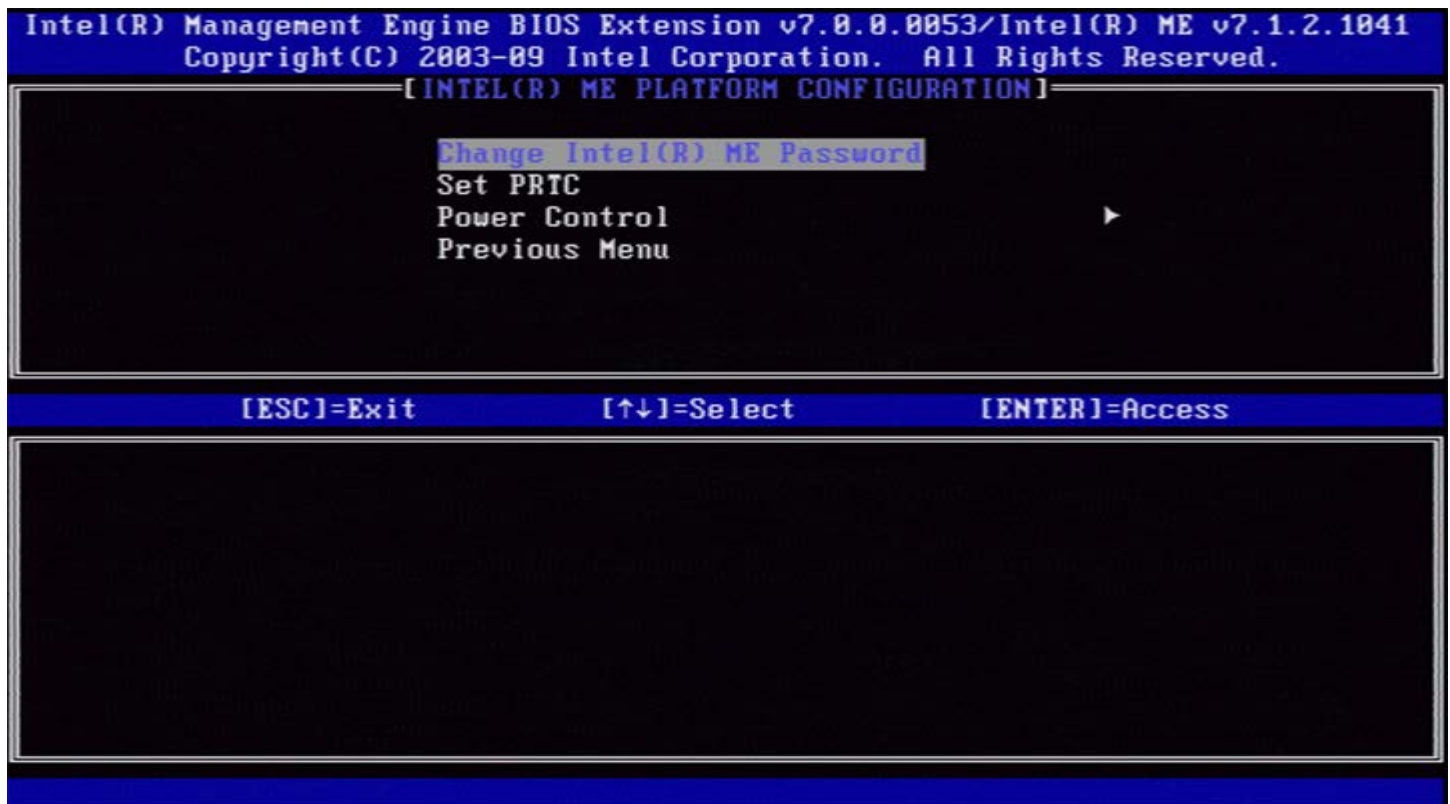 Intel(R) Management Engine BIOS Extension v7.0.0.0053/Intel(R) ME v7.1.2.1041
Copyright(C) 2003-09 Intel Corporation.  All Rights Reserved.
[INTEL(R) ME PLATFORM CONFIGURATION]
Change Intel(R) ME Password
Set PRTC
Power Control ►
Previous Menu
[ESC]=Exit [↑↓]=Select [ENTER]=Access